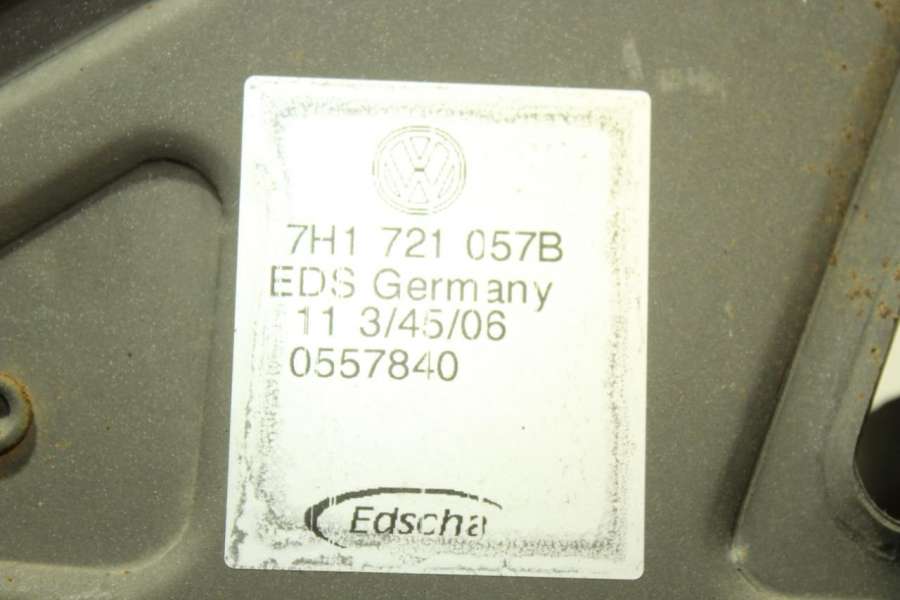 7H1 721 057B
EDS Germany
11 3/45/06
0557840
Edscha